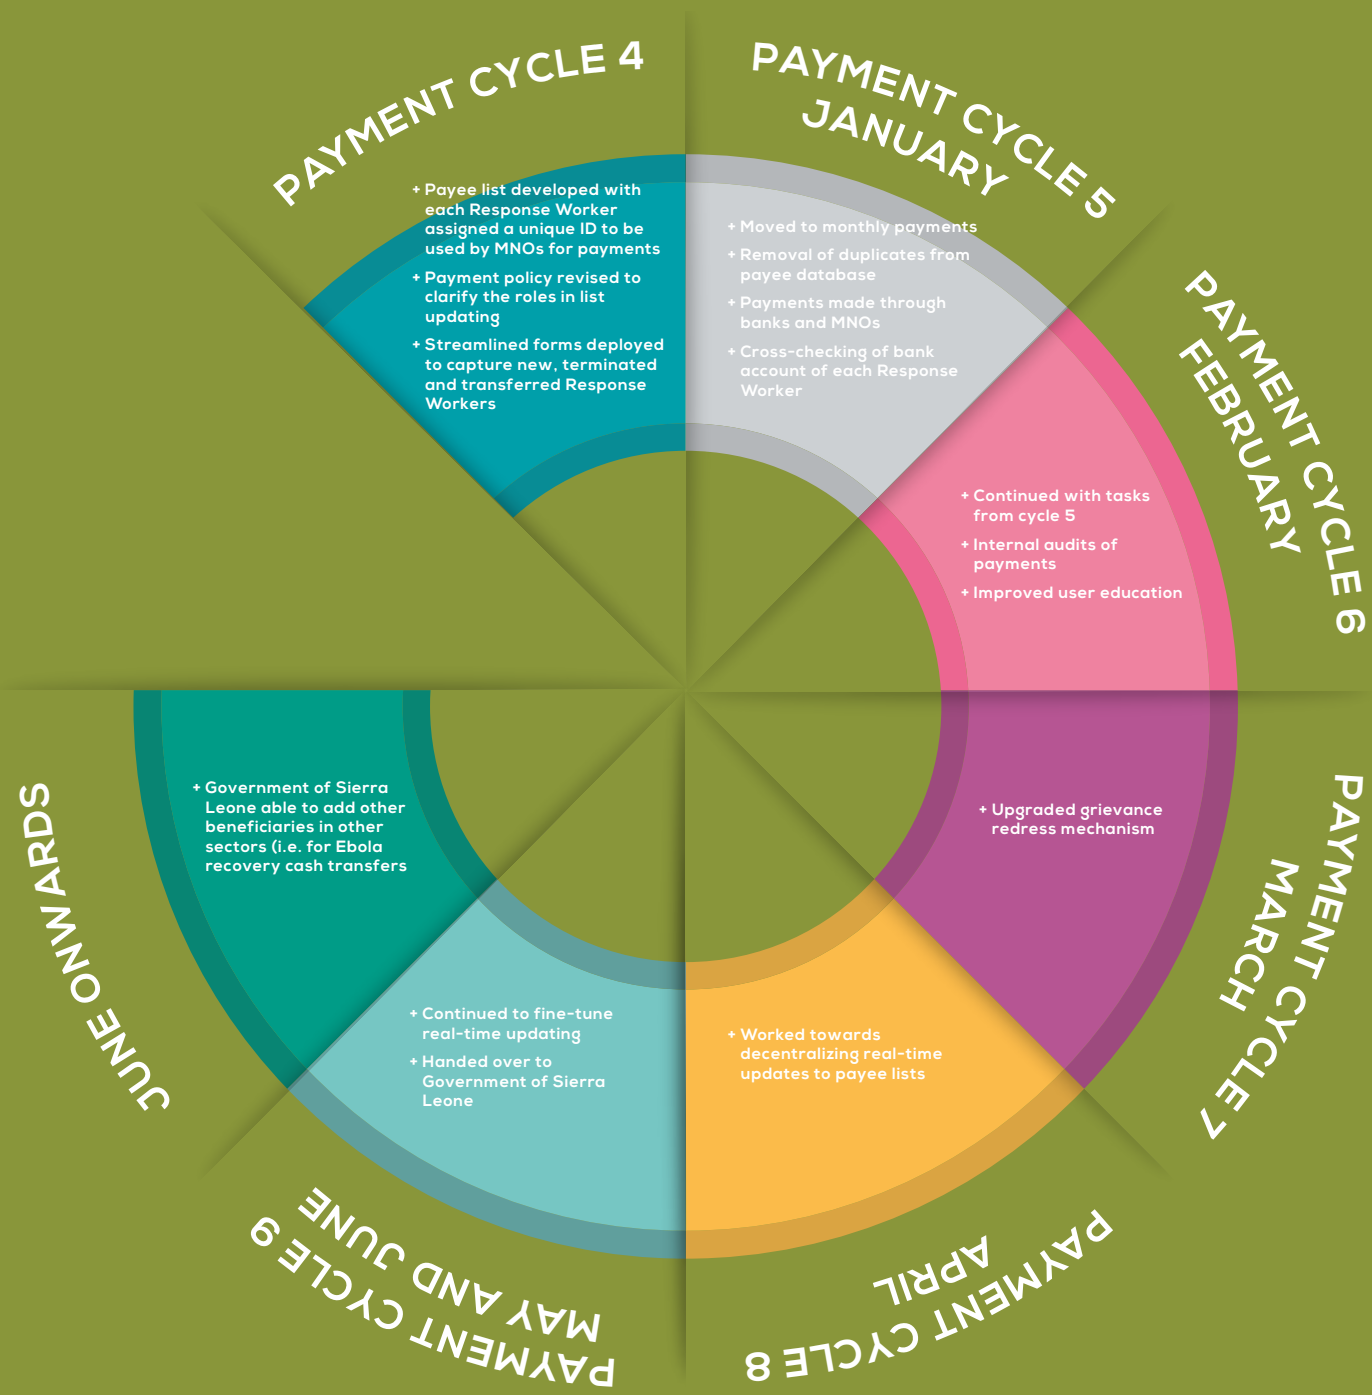 PAYMENT CYCLE 4
+ Payee list developed with
each Response Worker
assigned a unique ID to be
used by MNOs for payments
+ Payment policy revised to
clarify the roles in list
updating
+ Streamlined forms deployed
to capture new, terminated
and transferred Response
Workers
PAYMENT CYCLE 5
JANUARY
+ Moved to monthly payments
+ Removal of duplicates from
payee database
+ Payments made through
banks and MNOs
+ Cross-checking of bank
account of each Response
Worker
PAYMENT CYCLE 6
FEBRUARY
+ Continued with tasks
from cycle 5
+ Internal audits of
payments
+ Improved user education
PAYMENT CYCLE 7
MARCH
+ Upgraded grievance
redress mechanism
PAYMENT CYCLE 8
APRIL
+ Worked towards
decentralizing real-time
updates to payee lists
PAYMENT CYCLE 9
MAY AND JUNE
+ Continued to fine-tune
real-time updating
+ Handed over to
Government of Sierra
Leone
JUNE ONWARDS
+ Government of Sierra
Leone able to add other
beneficiaries in other
sectors (i.e. for Ebola
recovery cash transfers